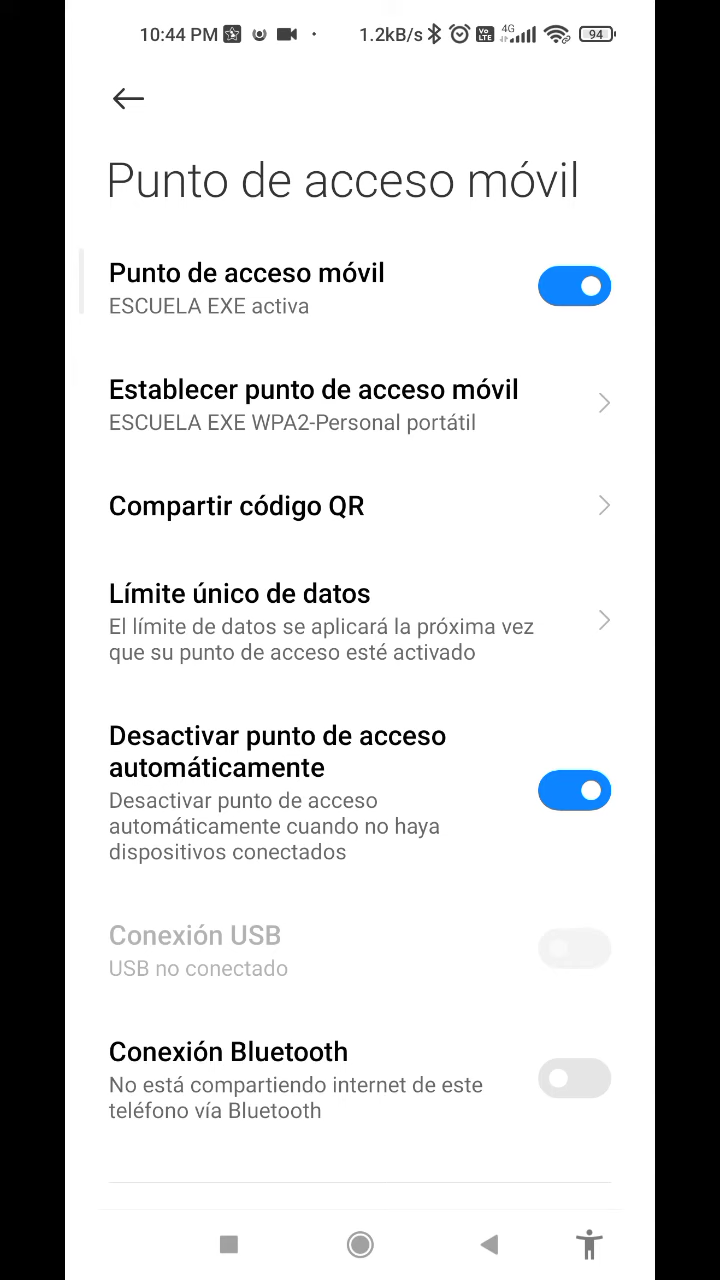 10:44 PM 1.2kB/s Vo LTE 4G 94
Punto de acceso móvil
Punto de acceso móvil
ESCUELA EXE activa
Establecer punto de acceso móvil
ESCUELA EXE WPA2-Personal portátil
Compartir código QR
Límite único de datos
El límite de datos se aplicará la próxima vez
que su punto de acceso esté activado
Desactivar punto de acceso
automáticamente
Desactivar punto de acceso
automáticamente cuando no haya
dispositivos conectados
Conexión USB
USB no conectado
Conexión Bluetooth
No está compartiendo internet de este
teléfono vía Bluetooth